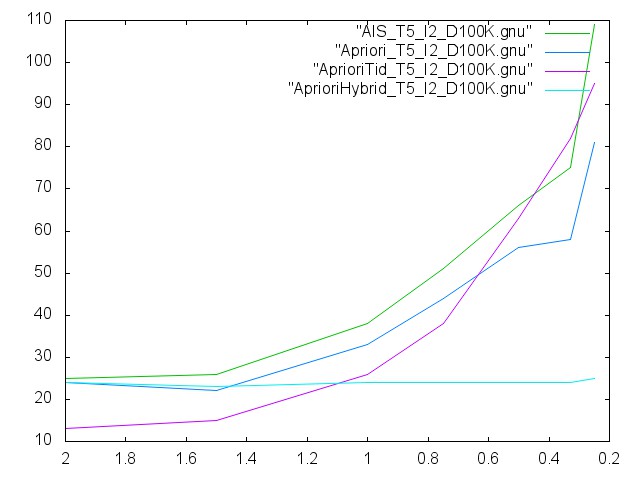 110
100
90
80
70
60
50
40
30
20
10
"AIS_T5_I2_D100K.gnu"
"Apriori_T5_I2_D100K.gnu"
"AprioriTid_T5_I2_D100K.gnu"
"AprioriHybrid_T5_I2_D100K.gnu"
2 1.8 1.6 1.4 1.2 1 0.8 0.6 0.4 0.2